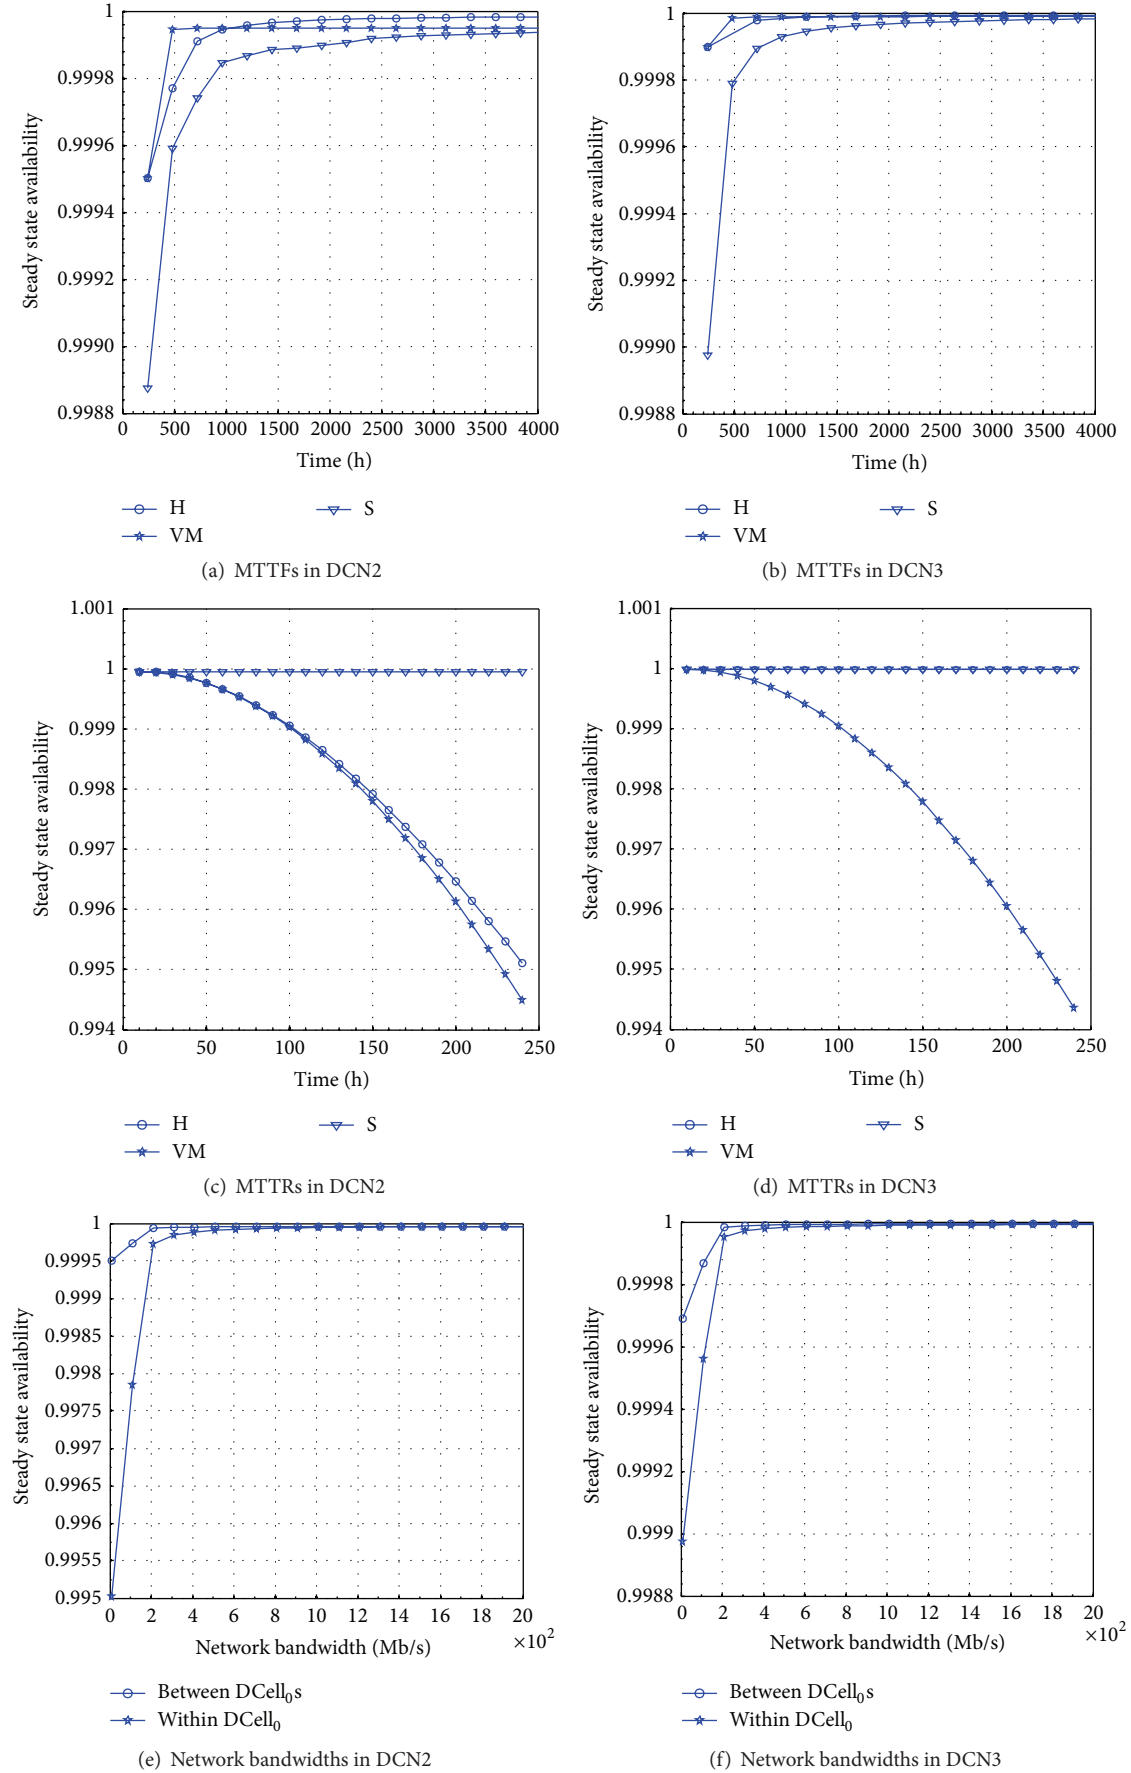 1
0.9998
0.9996
0.9994
0.9992
0.9990
0.9988
Steady state availability
0 500 1000 1500 2000 2500 3000 3500 4000
Time (h)
H S
VM
(a) MTTFs in DCN2
1
0.9998
0.9996
0.9994
0.9992
0.9990
0.9988
Steady state availability
0 500 1000 1500 2000 2500 3000 3500 4000
Time (h)
H S
VM
(b) MTTFs in DCN3
1.001
1
0.999
0.998
0.997
0.996
0.995
0.994
Steady state availability
0 50 100 150 200 250
Time (h)
H S
VM
(c) MTTRs in DCN2
1.001
1
0.999
0.998
0.997
0.996
0.995
0.994
Steady state availability
0 50 100 150 200 250
Time (h)
H S
VM
(d) MTTRs in DCN3
1
0.9995
0.999
0.9985
0.998
0.9975
0.997
0.9965
0.996
0.9955
0.995
Steady state availability
0 2 4 6 8 10 12 14 16 18 20
Network bandwidth (Mb/s) ×10²
Between DCell₀s
Within DCell₀
(e) Network bandwidths in DCN2
1
0.9998
0.9996
0.9994
0.9992
0.999
0.9988
Steady state availability
0 2 4 6 8 10 12 14 16 18 20
Network bandwidth (Mb/s) ×10²
Between DCell₀s
Within DCell₀
(f) Network bandwidths in DCN3